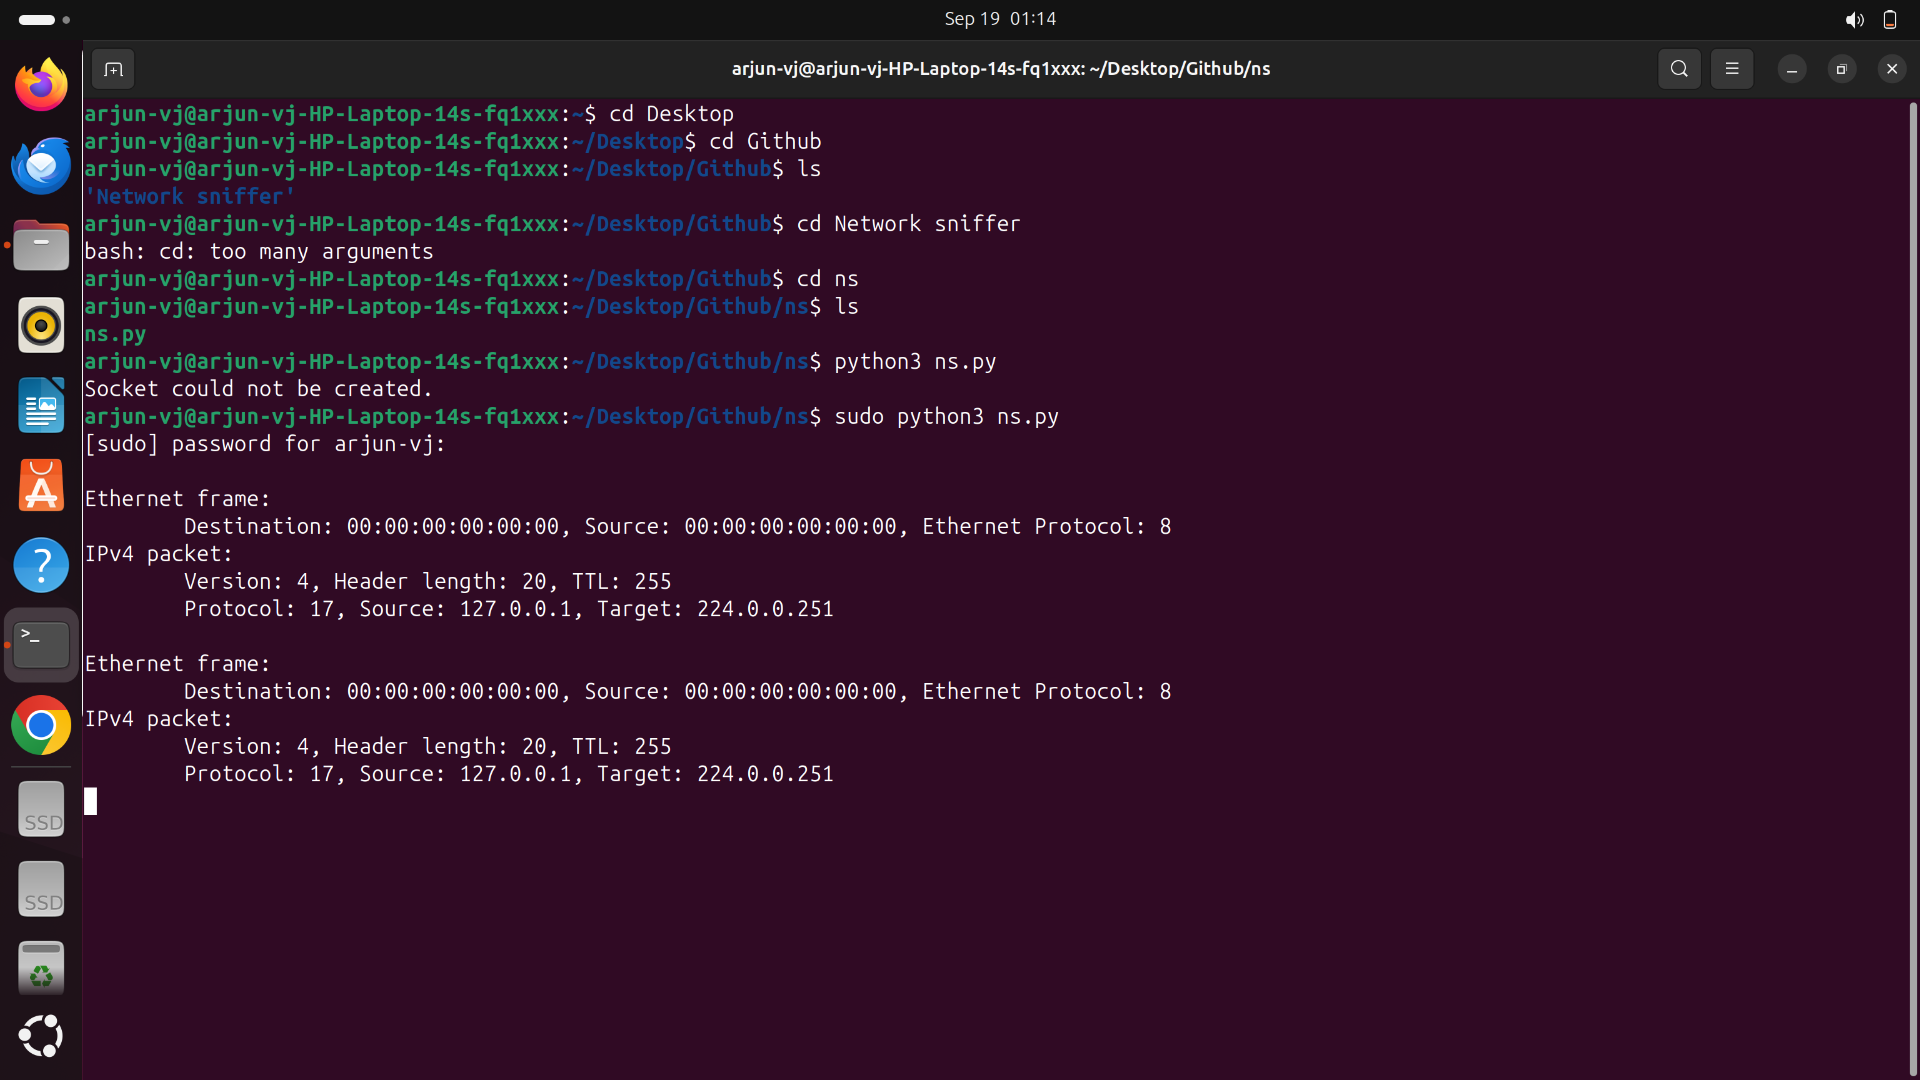 Sep 19 01:14
arjun-vj@arjun-vj-HP-Laptop-14s-fq1xxx: ~/Desktop/Github/ns
arjun-vj@arjun-vj-HP-Laptop-14s-fq1xxx:~$ cd Desktop
arjun-vj@arjun-vj-HP-Laptop-14s-fq1xxx:~/Desktop$ cd Github
arjun-vj@arjun-vj-HP-Laptop-14s-fq1xxx:~/Desktop/Github$ ls
'Network sniffer'
arjun-vj@arjun-vj-HP-Laptop-14s-fq1xxx:~/Desktop/Github$ cd Network sniffer
bash: cd: too many arguments
arjun-vj@arjun-vj-HP-Laptop-14s-fq1xxx:~/Desktop/Github$ cd ns
arjun-vj@arjun-vj-HP-Laptop-14s-fq1xxx:~/Desktop/Github/ns$ ls
ns.py
arjun-vj@arjun-vj-HP-Laptop-14s-fq1xxx:~/Desktop/Github/ns$ python3 ns.py
Socket could not be created.
arjun-vj@arjun-vj-HP-Laptop-14s-fq1xxx:~/Desktop/Github/ns$ sudo python3 ns.py
[sudo] password for arjun-vj:
Ethernet frame:
Destination: 00:00:00:00:00:00, Source: 00:00:00:00:00:00, Ethernet Protocol: 8
IPv4 packet:
Version: 4, Header length: 20, TTL: 255
Protocol: 17, Source: 127.0.0.1, Target: 224.0.0.251
Ethernet frame:
Destination: 00:00:00:00:00:00, Source: 00:00:00:00:00:00, Ethernet Protocol: 8
IPv4 packet:
Version: 4, Header length: 20, TTL: 255
Protocol: 17, Source: 127.0.0.1, Target: 224.0.0.251
SSD
SSD